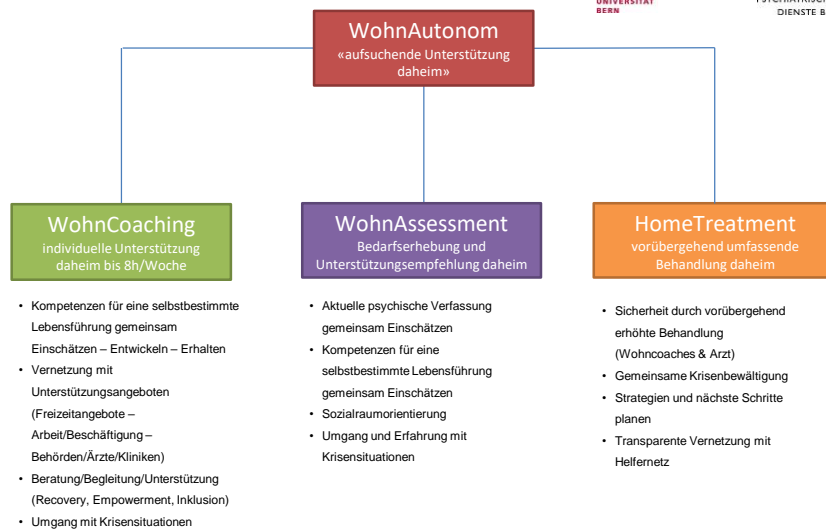 UNIVERSITÄT
BERN
DIENSTE B
WohnAutonom
«aufsuchende Unterstützung
daheim»
WohnCoaching
individuelle Unterstützung
daheim bis 8h/Woche
• Kompetenzen für eine selbstbestimmte
Lebensführung gemeinsam
Einschätzen – Entwickeln – Erhalten
• Vernetzung mit
Unterstützungsangeboten
(Freizeitangebote –
Arbeit/Beschäftigung –
Behörden/Ärzte/Kliniken)
• Beratung/Begleitung/Unterstützung
(Recovery, Empowerment, Inklusion)
• Umgang mit Krisensituationen
WohnAssessment
Bedarfserhebung und
Unterstützungsempfehlung daheim
• Aktuelle psychische Verfassung
gemeinsam Einschätzen
• Kompetenzen für eine
selbstbestimmte Lebensführung
gemeinsam Einschätzen
• Sozialraumorientierung
• Umgang und Erfahrung mit
Krisensituationen
HomeTreatment
vorübergehend umfassende
Behandlung daheim
• Sicherheit durch vorübergehend
erhöhte Behandlung
(Wohncoaches & Arzt)
• Gemeinsame Krisenbewältigung
• Strategien und nächste Schritte
planen
• Transparente Vernetzung mit
Helfernetz